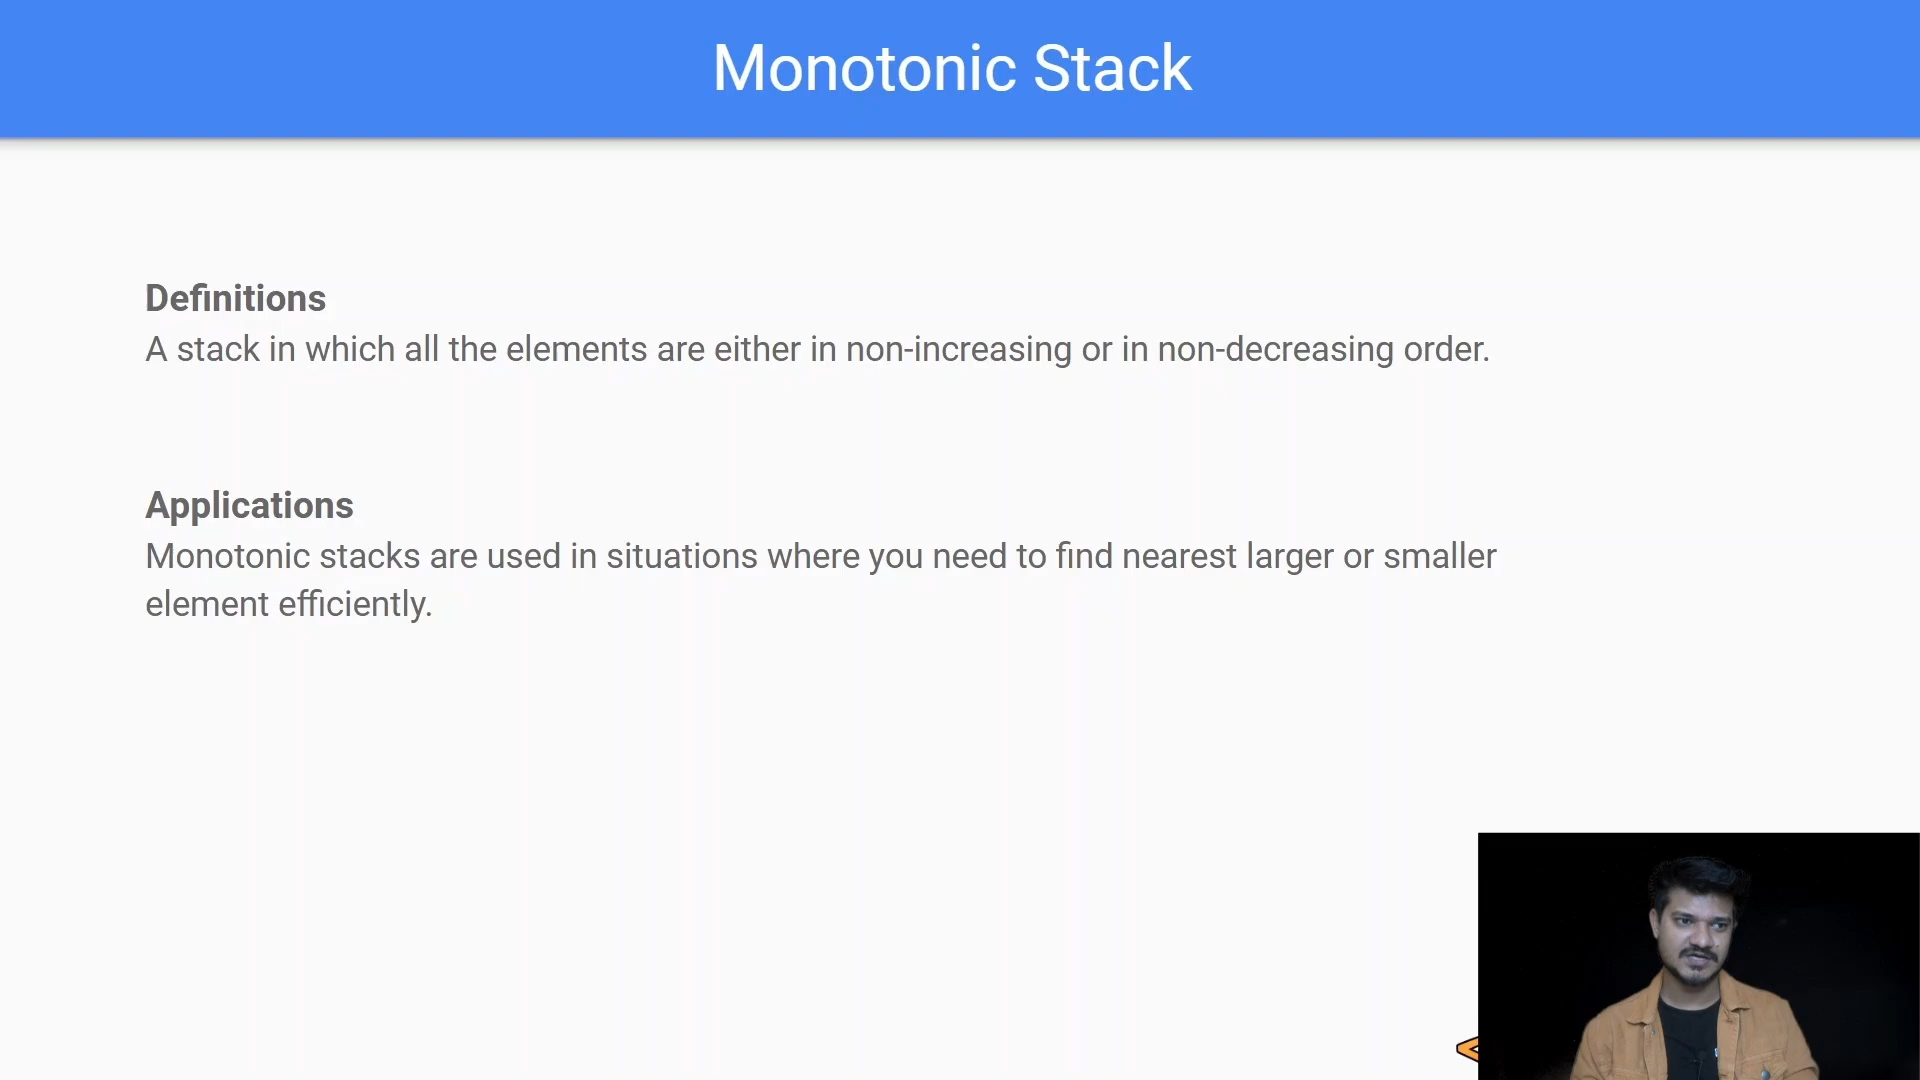 Monotonic Stack
Definitions
A stack in which all the elements are either in non-increasing or in non-decreasing order.
Applications
Monotonic stacks are used in situations where you need to find nearest larger or smaller
element efficiently.